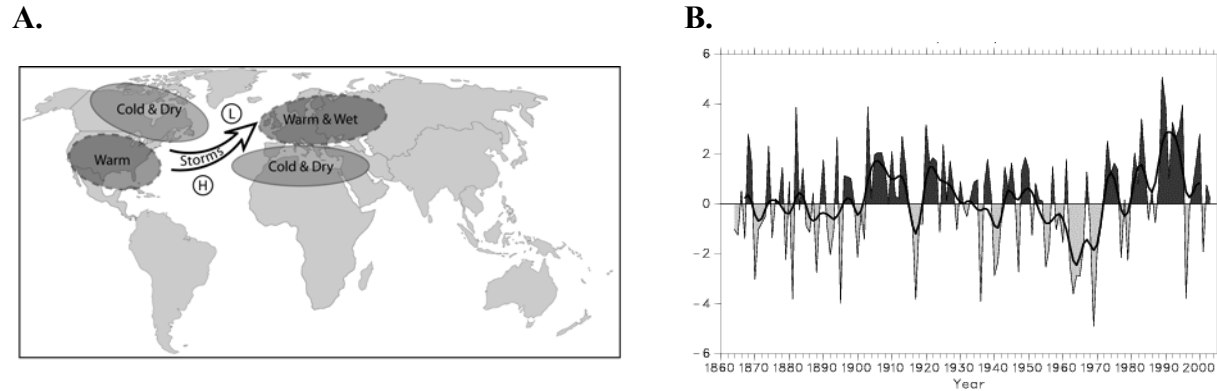 A.
B.
Cold & Dry
L
Warm & Wet
Warm
Storms
Cold & Dry
H
6
4
2
0
-2
-4
-6
1860 1870 1880 1890 1900 1910 1920 1930 1940 1950 1960 1970 1980 1990 2000
Year